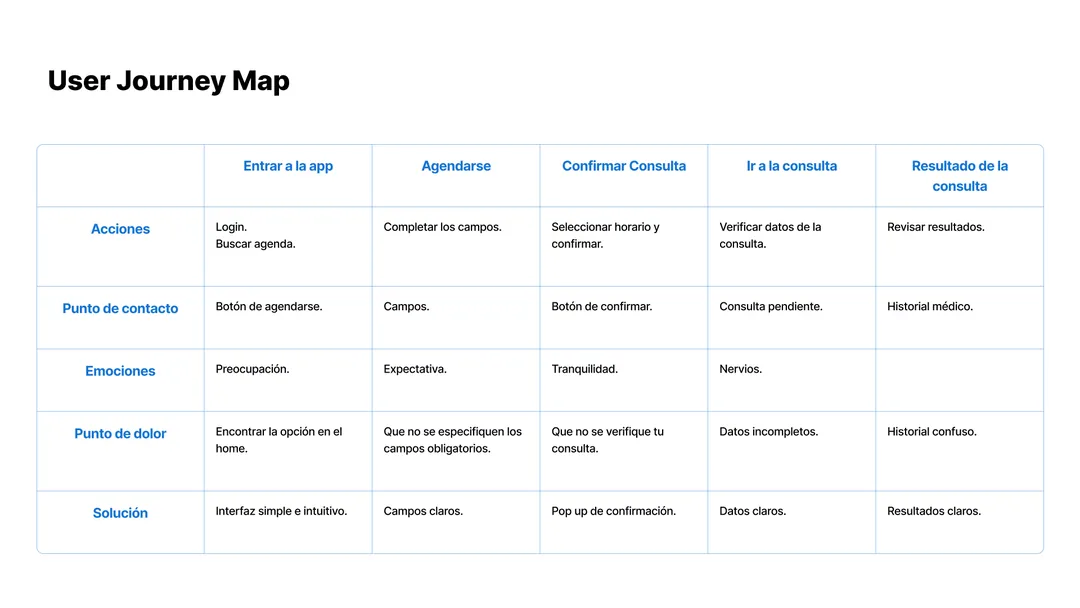 User Journey Map
Entrar a la app
Agendarse
Confirmar Consulta
Ir a la consulta
Resultado de la
consulta
Acciones
Login.
Buscar agenda.
Completar los campos.
Seleccionar horario y
confirmar.
Verificar datos de la
consulta.
Revisar resultados.
Punto de contacto
Botón de agendarse.
Campos.
Botón de confirmar.
Consulta pendiente.
Historial médico.
Emociones
Preocupación.
Expectativa.
Tranquilidad.
Nervios.
Punto de dolor
Encontrar la opción en el
home.
Que no se especifiquen los
campos obligatorios.
Que no se verifique tu
consulta.
Datos incompletos.
Historial confuso.
Solución
Interfaz simple e intuitivo.
Campos claros.
Pop up de confirmación.
Datos claros.
Resultados claros.